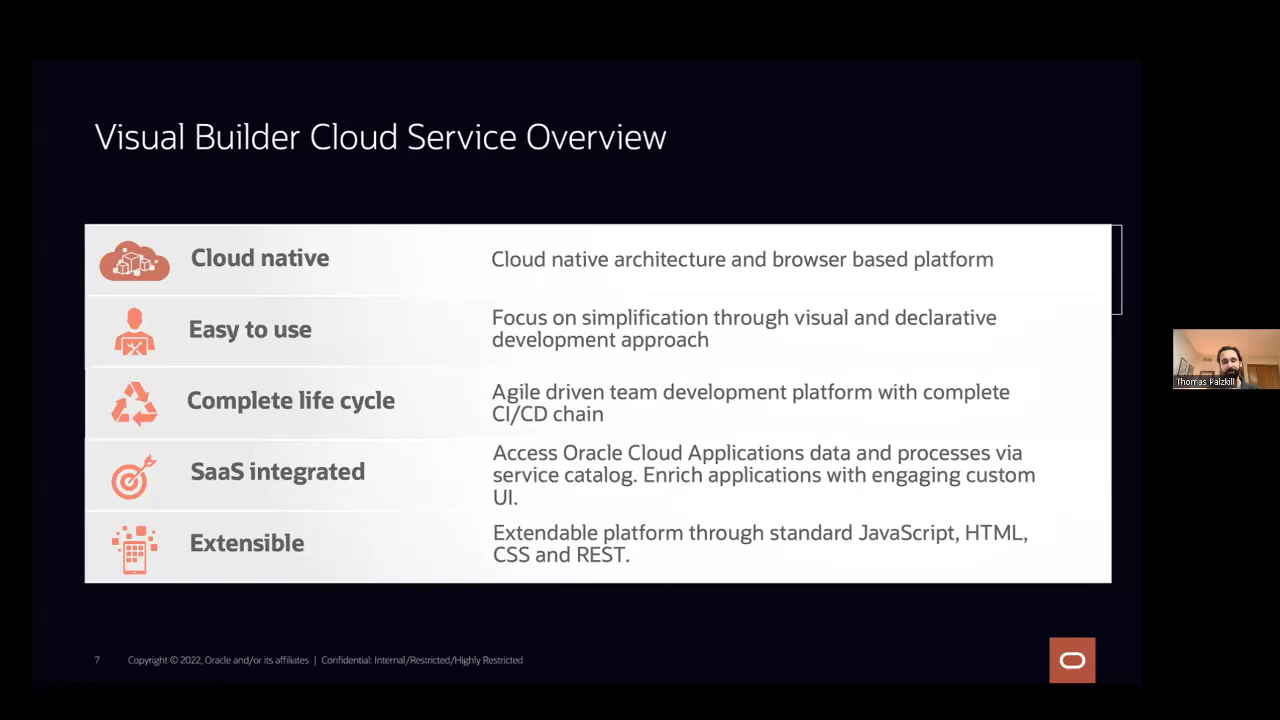 Visual Builder Cloud Service Overview
Cloud native
Cloud native architecture and browser based platform
Easy to use
Focus on simplification through visual and declarative
development approach
Complete life cycle
Agile driven team development platform with complete
CI/CD chain
SaaS integrated
Access Oracle Cloud Applications data and processes via
service catalog. Enrich applications with engaging custom
UI.
Extensible
Extendable platform through standard JavaScript, HTML,
CSS and REST.
7 Copyright © 2022, Oracle and/or its affiliates | Confidential: Internal/Restricted/Highly Restricted
Thomas Palzkill